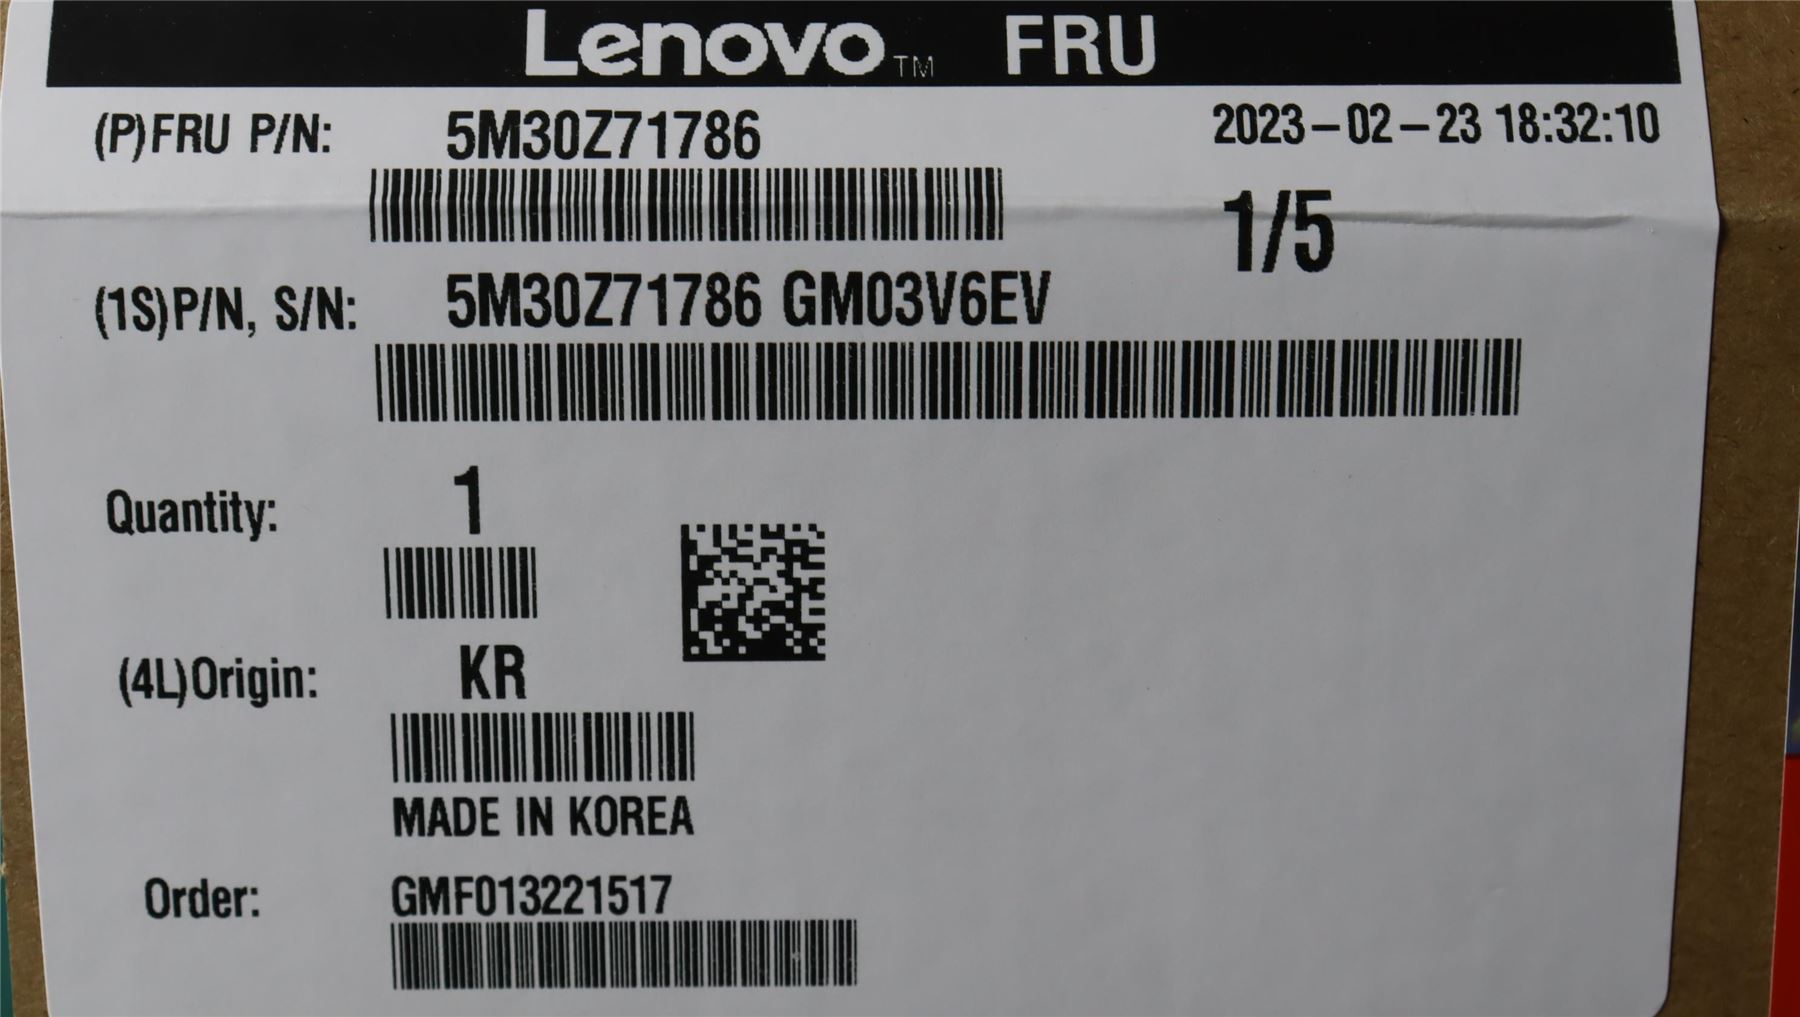 Lenovo™ FRU
(P)FRU P/N: 5M30Z71786 2023-02-23 18:32:10
1/5
(1S)P/N, S/N: 5M30Z71786 GM03V6EV
Quantity: 1
(4L)Origin: KR
MADE IN KOREA
Order: GMF013221517